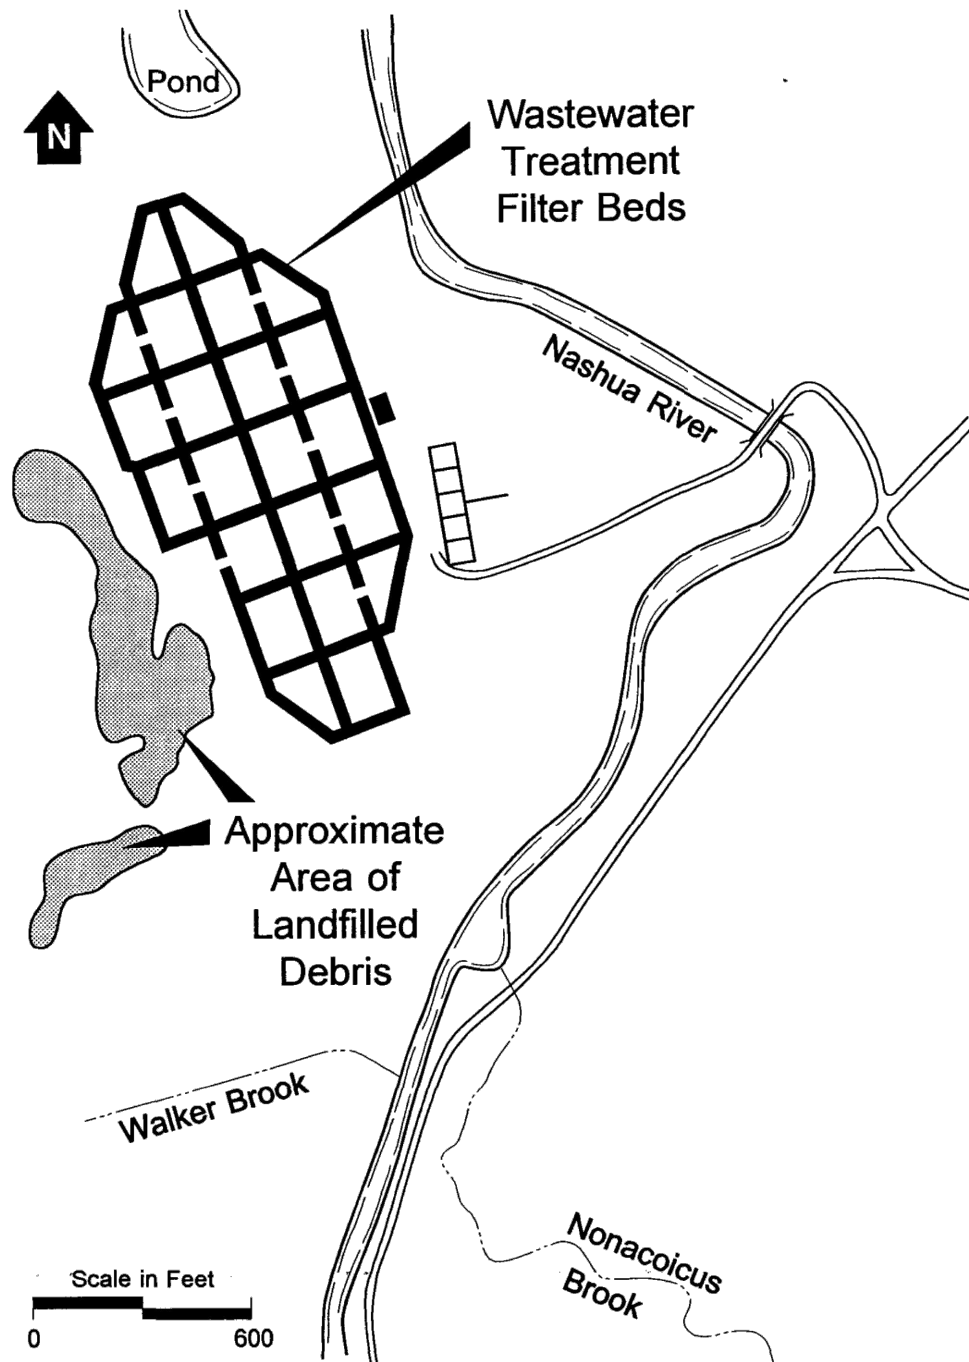 Pond
N
Wastewater
Treatment
Filter Beds
Nashua River
Approximate
Area of
Landfilled
Debris
Walker Brook
Nonacoicus
Brook
Scale in Feet
0 600